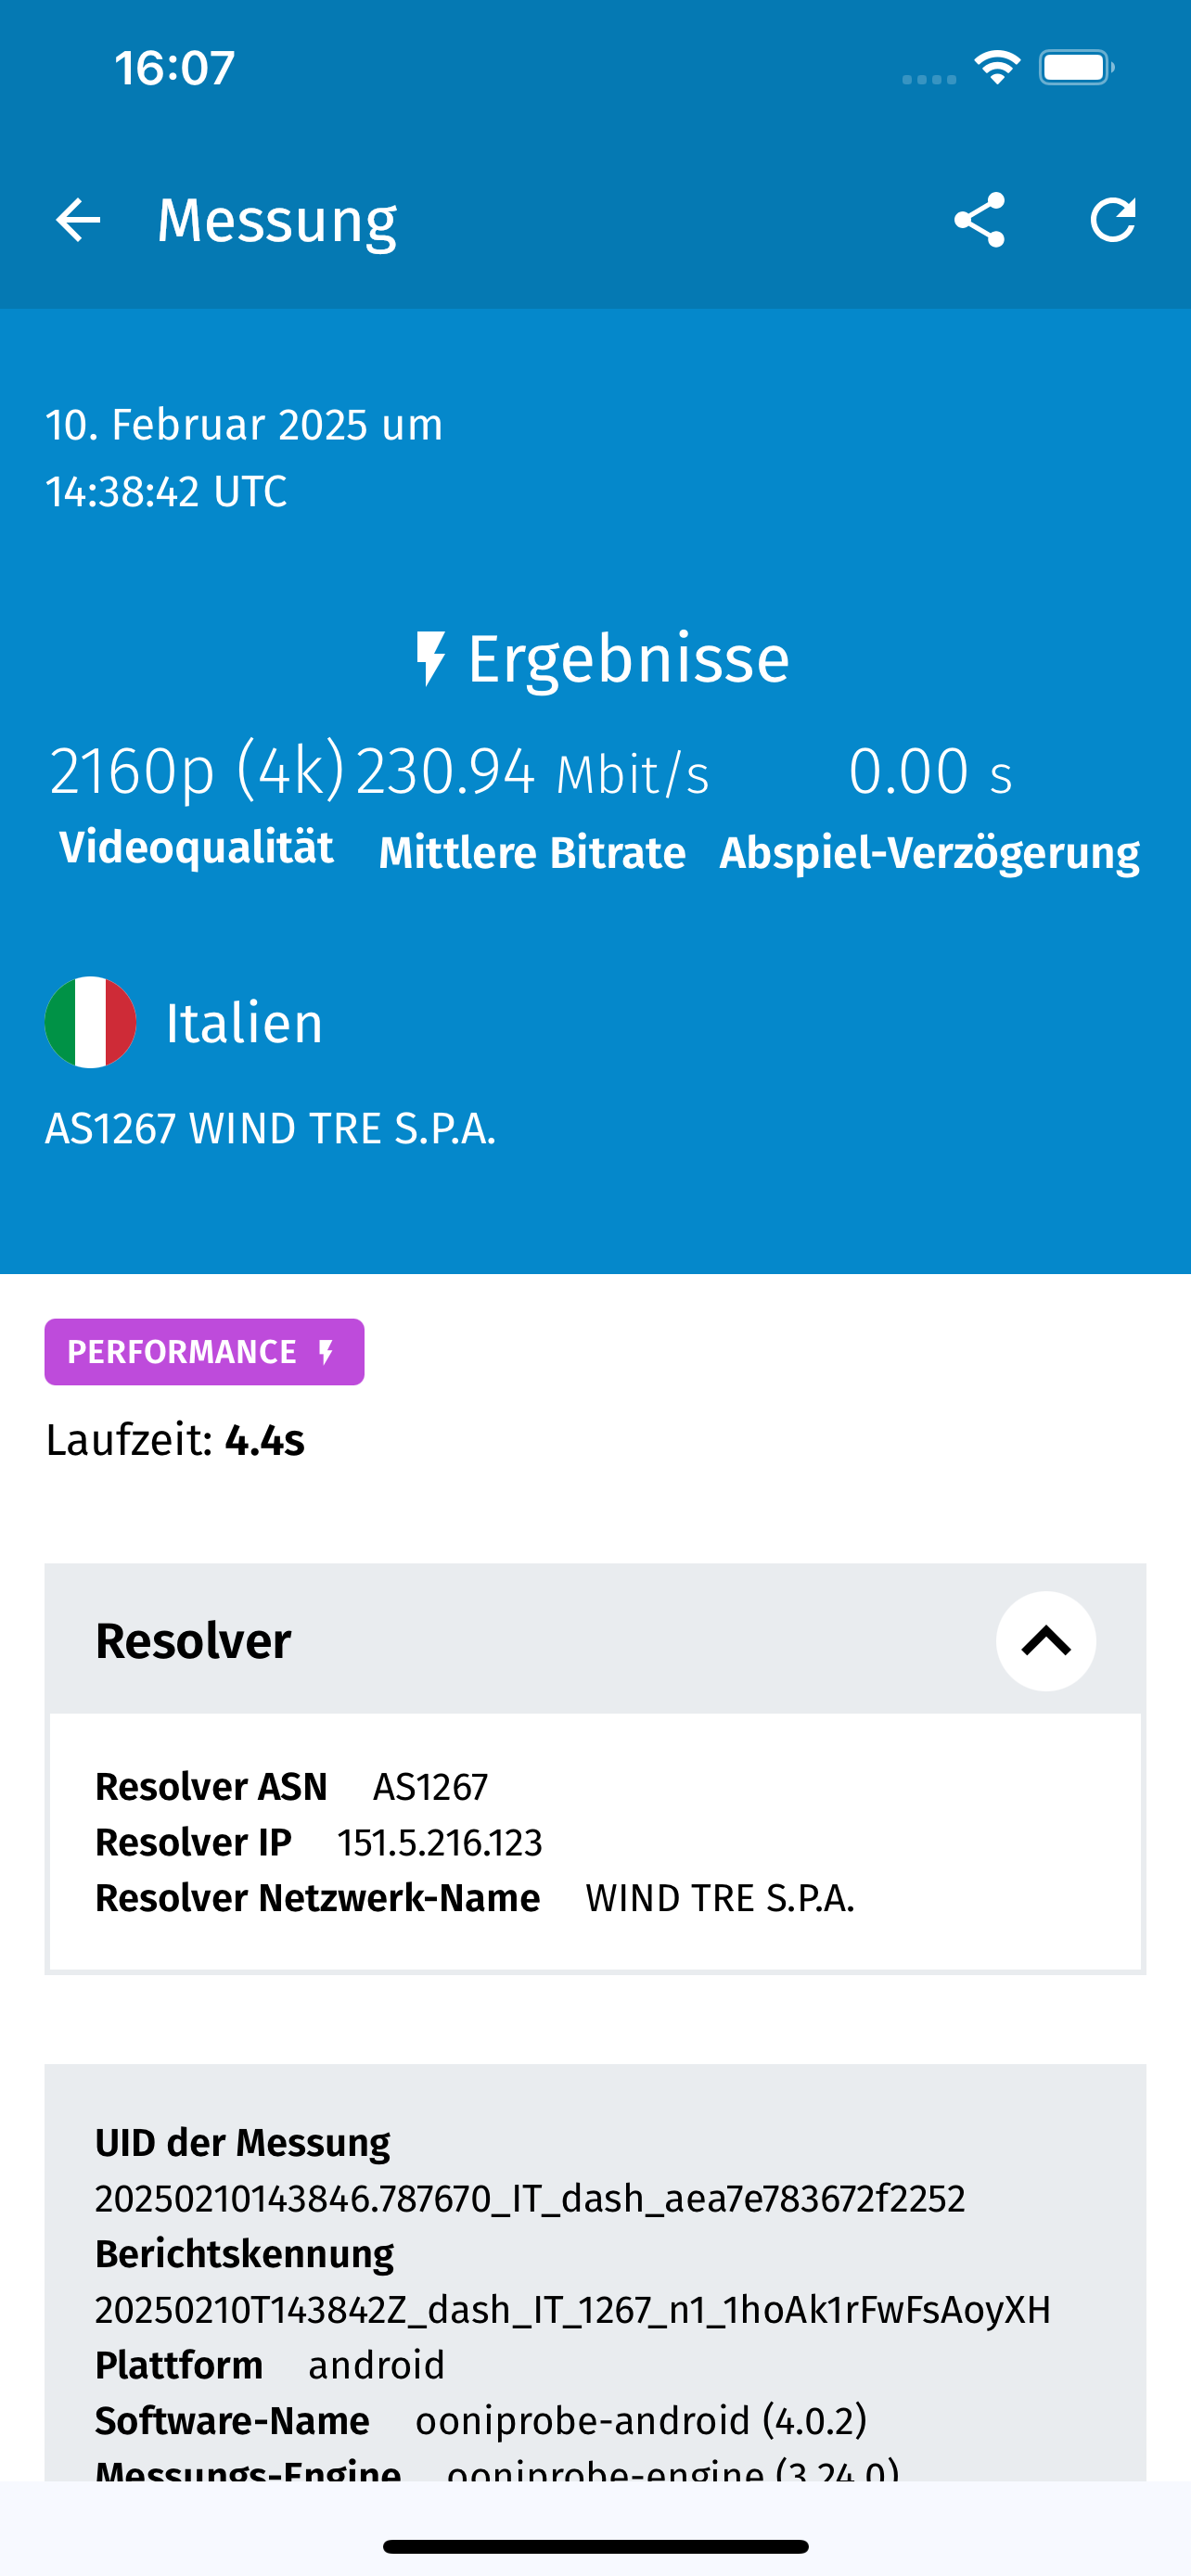 16:07
Messung
10. Februar 2025 um
14:38:42 UTC
Ergebnisse
2160p (4k) 230.94 Mbit/s 0.00 s
Videoqualität Mittlere Bitrate Abspiel-Verzögerung
Italien
AS1267 WIND TRE S.P.A.
PERFORMANCE
Laufzeit: 4.4s
Resolver
Resolver ASN AS1267
Resolver IP 151.5.216.123
Resolver Netzwerk-Name WIND TRE S.P.A.
UID der Messung
20250210143846.787670_IT_dash_aea7e783672f2252
Berichtskennung
20250210T143842Z_dash_IT_1267_n1_1hoAk1rFwFsAoyXH
Plattform android
Software-Name ooniprobe-android (4.0.2)
Messungs-Engine ooniprobe-engine (3.24.0)